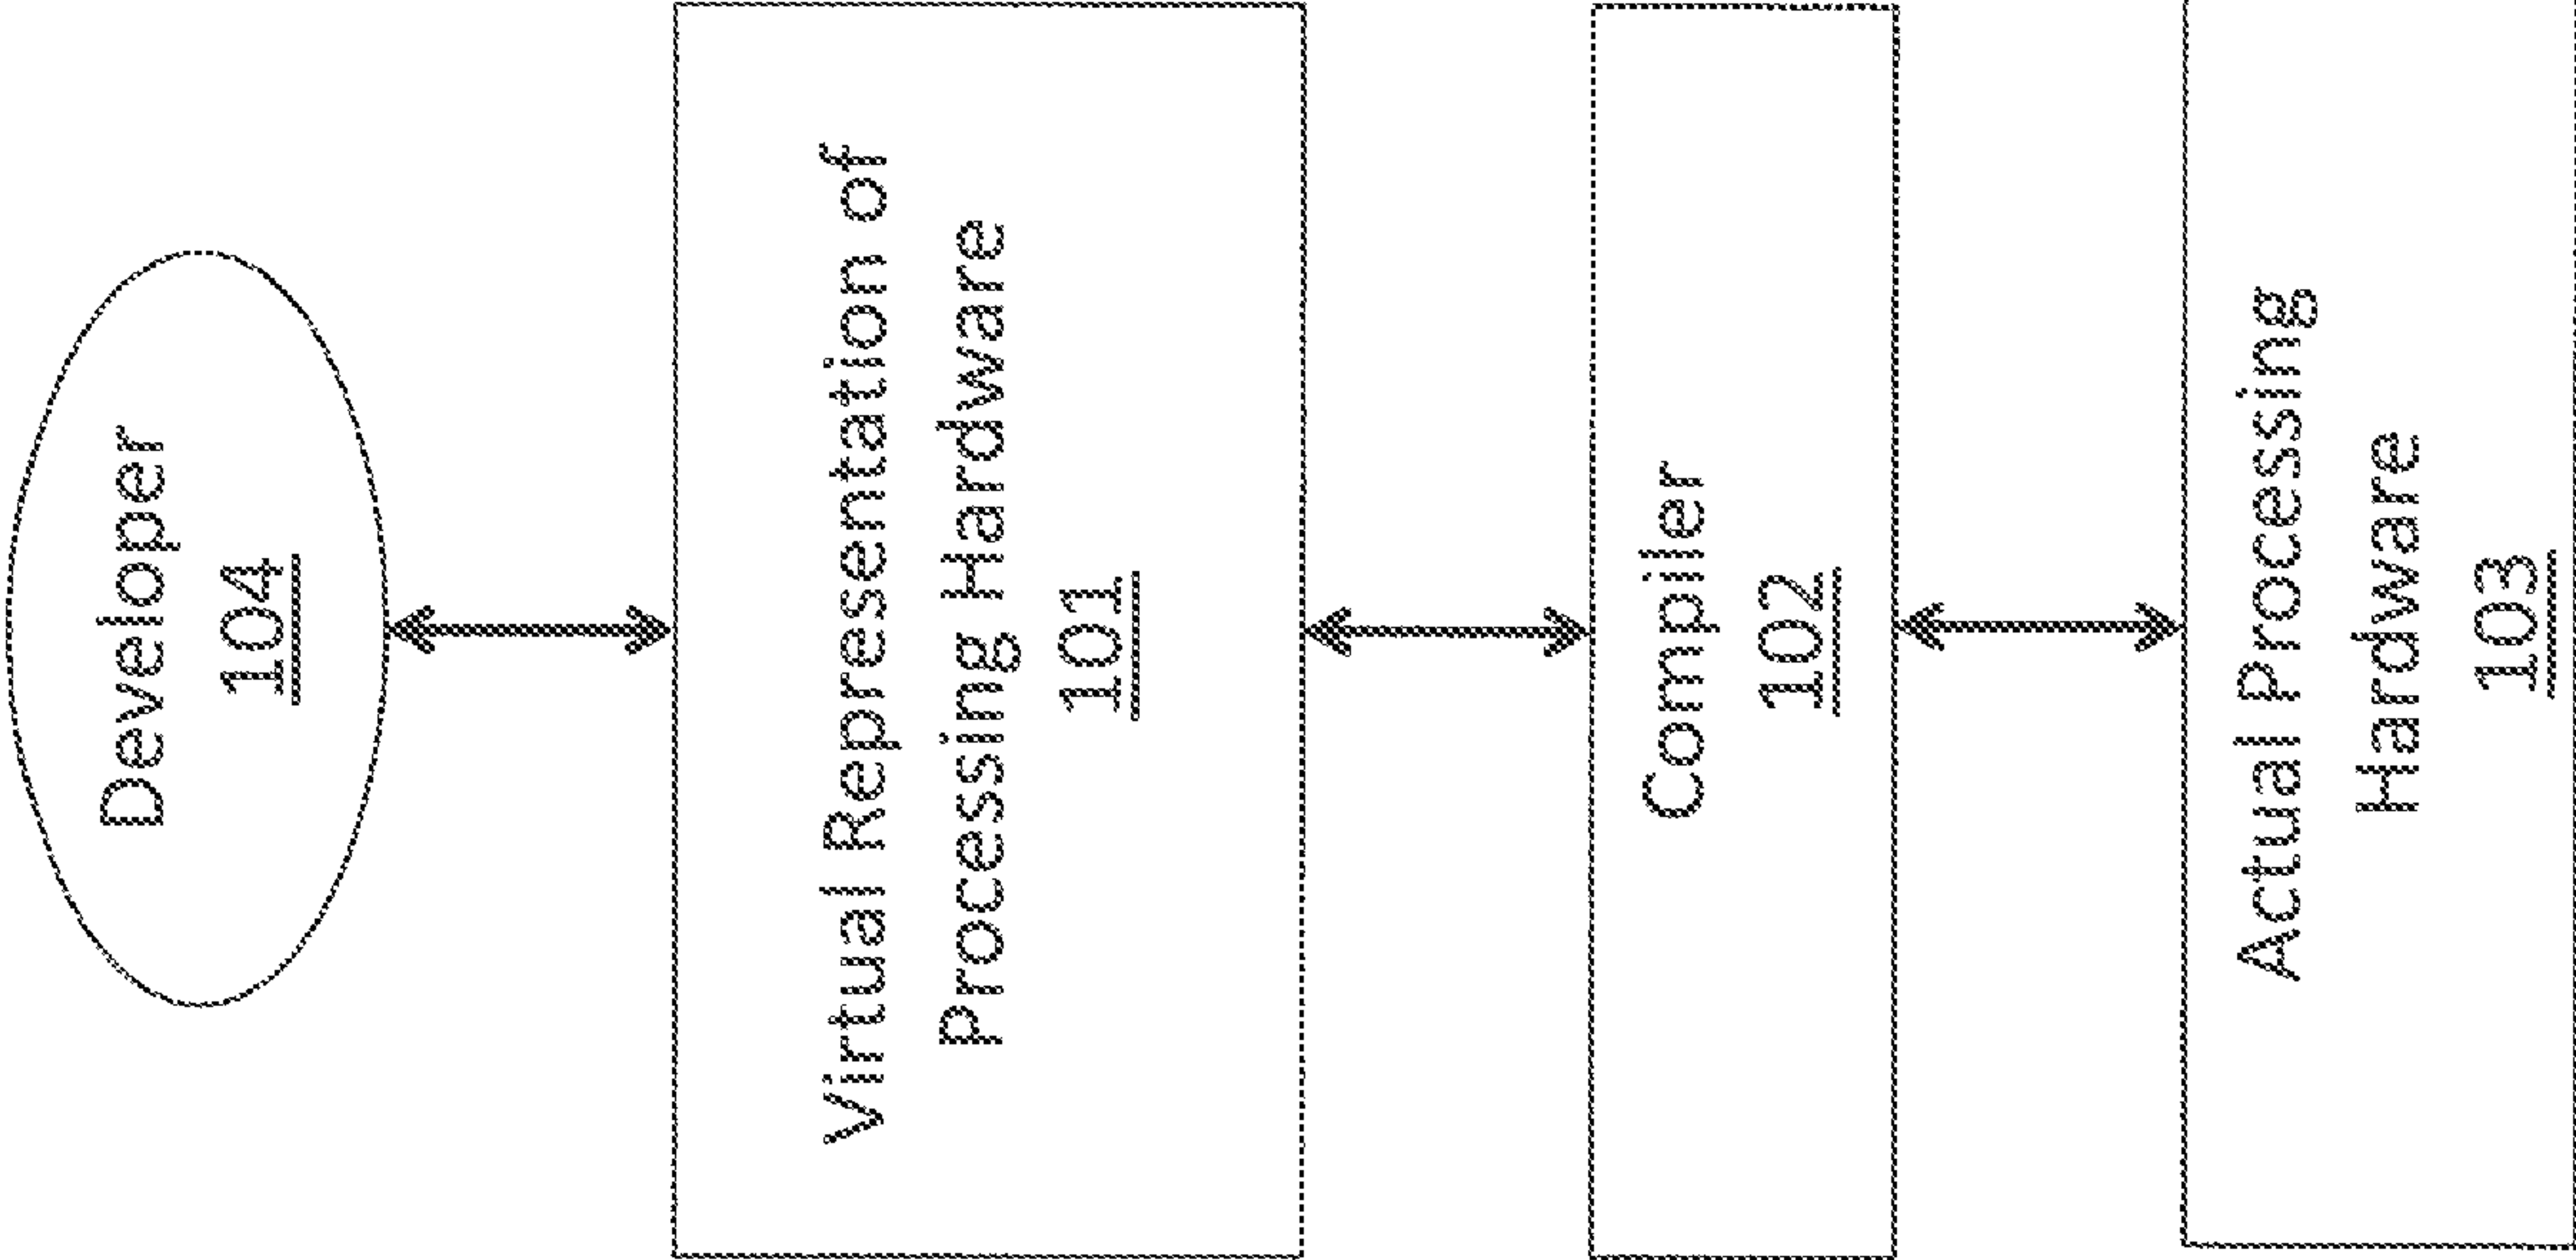 Developer
104
Virtual Representation of
Processing Hardware
101
Compiler
102
Actual Processing
Hardware
103